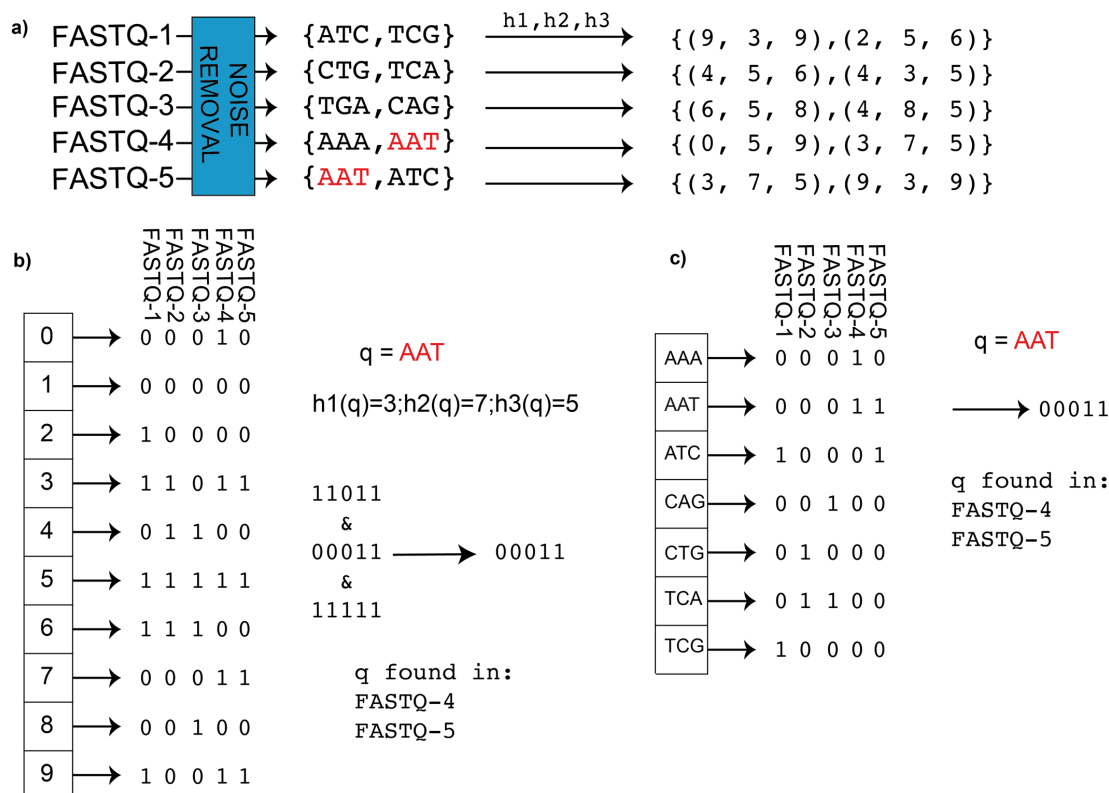 a)
FASTQ-1 {ATC,TCG} h1,h2,h3 {(9, 3, 9),(2, 5, 6)}
FASTQ-2 {CTG,TCA} {(4, 5, 6),(4, 3, 5)}
FASTQ-3 {TGA,CAG} {(6, 5, 8),(4, 8, 5)}
FASTQ-4 {AAA,AAT} {(0, 5, 9),(3, 7, 5)}
FASTQ-5 {AAT,ATC} {(3, 7, 5),(9, 3, 9)}
NOISE
REMOVAL
b)
FASTQ-1
FASTQ-2
FASTQ-3
FASTQ-4
FASTQ-5
0 0 0 0 1 0
1 0 0 0 0 0
2 1 0 0 0 0
3 1 1 0 1 1
4 0 1 1 0 0
5 1 1 1 1 1
6 1 1 1 0 0
7 0 0 0 1 1
8 0 0 1 0 0
9 1 0 0 1 1
q = AAT
h1(q)=3;h2(q)=7;h3(q)=5
11011
&
00011 00011
&
11111
q found in:
FASTQ-4
FASTQ-5
c)
FASTQ-1
FASTQ-2
FASTQ-3
FASTQ-4
FASTQ-5
AAA 0 0 0 1 0
AAT 0 0 0 1 1
ATC 1 0 0 0 1
CAG 0 0 1 0 0
CTG 0 1 0 0 0
TCA 0 1 1 0 0
TCG 1 0 0 0 0
q = AAT
00011
q found in:
FASTQ-4
FASTQ-5